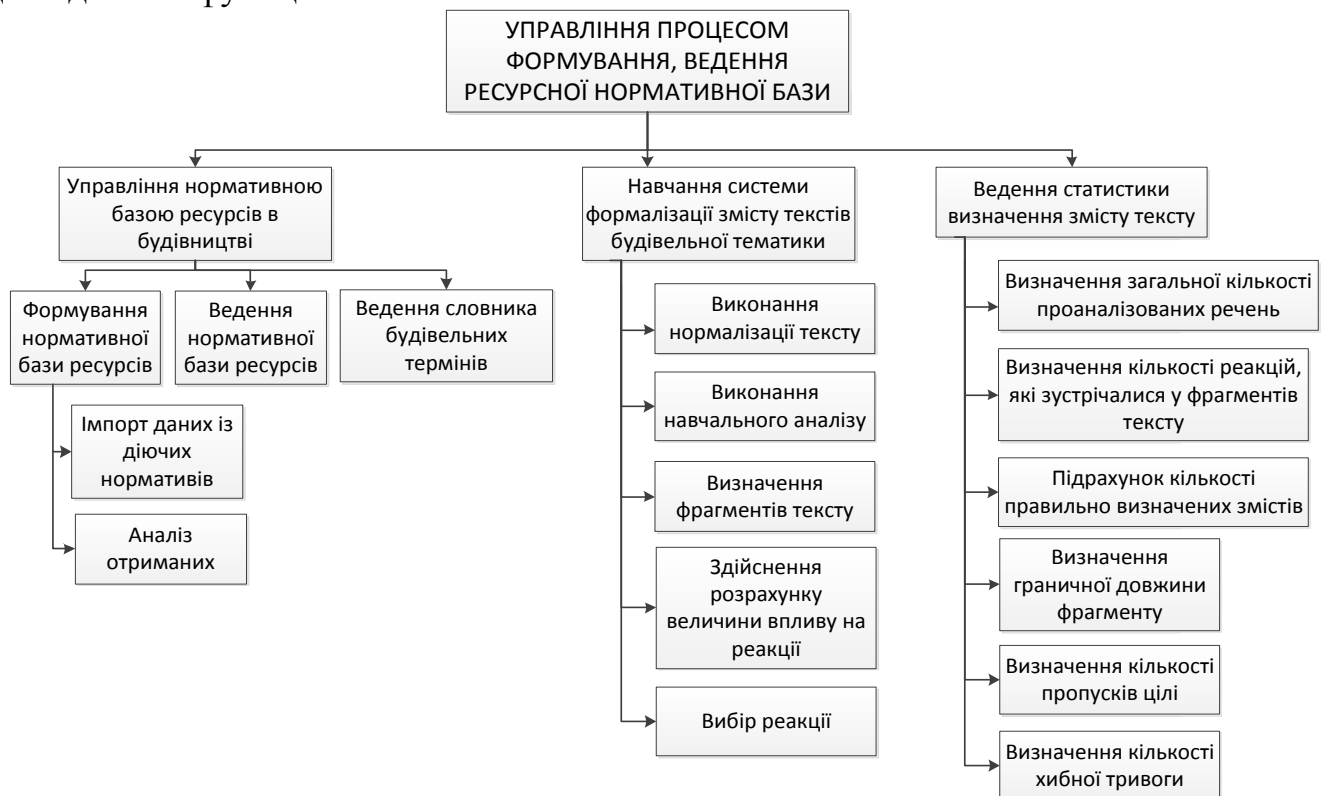 УПРАВЛІННЯ ПРОЦЕСОМ
ФОРМУВАННЯ, ВЕДЕННЯ
РЕСУРСНОЇ НОРМАТИВНОЇ БАЗИ
Управління нормативною
базою ресурсів в
будівництві
Формування
нормативної
бази ресурсів
Імпорт даних із
діючих
нормативів
Аналіз
отриманих
Ведення
нормативної
бази ресурсів
Ведення словника
будівельних
термінів
Навчання системи
формалізації змісту текстів
будівельної тематики
Виконання
нормалізації тексту
Виконання
навчального аналізу
Визначення
фрагментів тексту
Здійснення
розрахунку
величини впливу на
реакції
Вибір реакції
Ведення статистики
визначення змісту тексту
Визначення загальної кількості
проаналізованих речень
Визначення кількості реакцій,
які зустрічалися у фрагментів
тексту
Підрахунок кількості
правильно визначених змістів
Визначення
граничної довжини
фрагменту
Визначення кількості
пропусків цілі
Визначення кількості
хибної тривоги